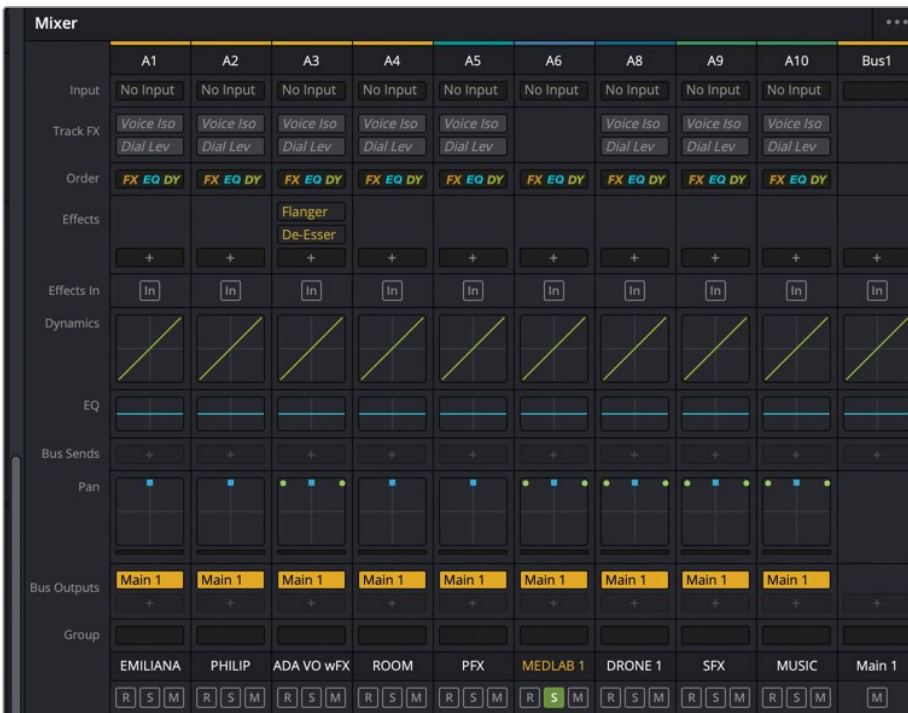 Mixer
A1 A2 A3 A4 A5 A6 A8 A9 A10 Bus1
Input No Input No Input No Input No Input No Input No Input No Input No Input
Track FX Voice Iso Voice Iso Voice Iso Voice Iso Voice Iso Voice Iso Voice Iso Voice Iso
Dial Lev Dial Lev Dial Lev Dial Lev Dial Lev Dial Lev Dial Lev Dial Lev
Order FX EQ DY FX EQ DY FX EQ DY FX EQ DY FX EQ DY FX EQ DY FX EQ DY FX EQ DY FX EQ DY
Effects Flanger
De-Esser
+ + + + + + + + + +
Effects In In In In In In In In In In In
Dynamics
EQ
Bus Sends + + + + + + + + + +
Pan
Bus Outputs Main 1 Main 1 Main 1 Main 1 Main 1 Main 1 Main 1 Main 1 Main 1
+ + + + + + + + + +
Group
EMILIANA PHILIP ADA VO wFX ROOM PFX MEDLAB 1 DRONE 1 SFX MUSIC Main 1
R S M R S M R S M R S M R S M R S M R S M R S M R S M M